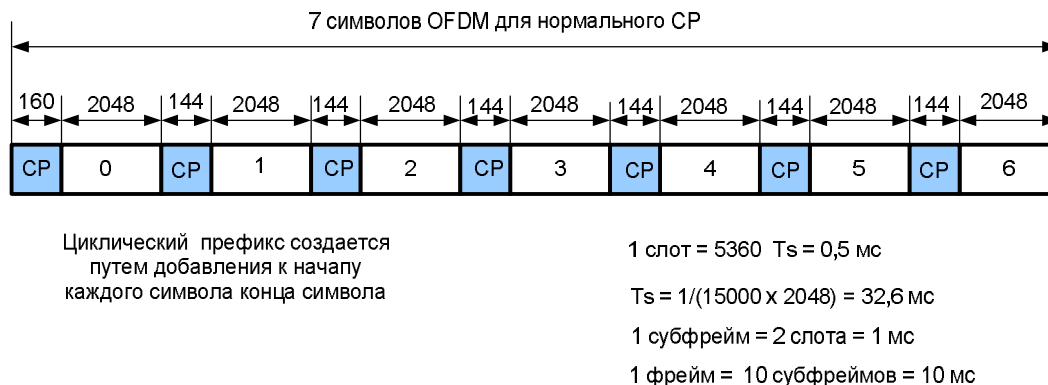 7 символов OFDM для нормального CP
160 2048 144 2048 144 2048 144 2048 144 2048 144 2048 144 2048
CP 0 CP 1 CP 2 CP 3 CP 4 CP 5 CP 6
Циклический префикс создается
путем добавления к начапу
каждого символа конца символа
1 слот = 5360 Ts = 0,5 мс
Ts = 1/(15000 x 2048) = 32,6 мс
1 субфрейм = 2 слота = 1 мс
1 фрейм = 10 субфреймов = 10 мс